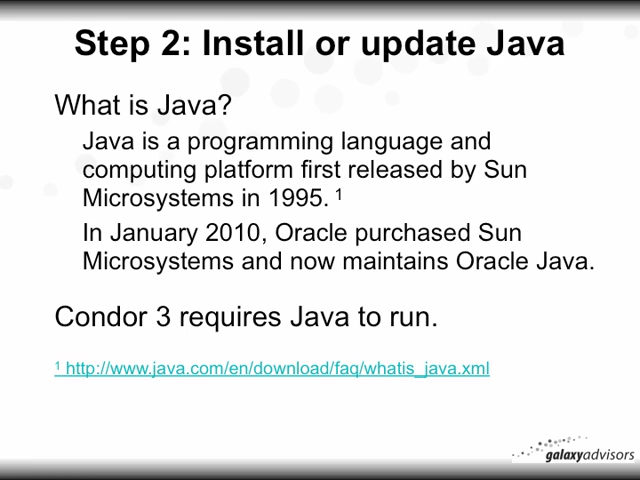 Step 2: Install or update Java
What is Java?
Java is a programming language and
computing platform first released by Sun
Microsystems in 1995. ¹
In January 2010, Oracle purchased Sun
Microsystems and now maintains Oracle Java.
Condor 3 requires Java to run.
¹ http://www.java.com/en/download/faq/whatis_java.xml
galaxyadvisors